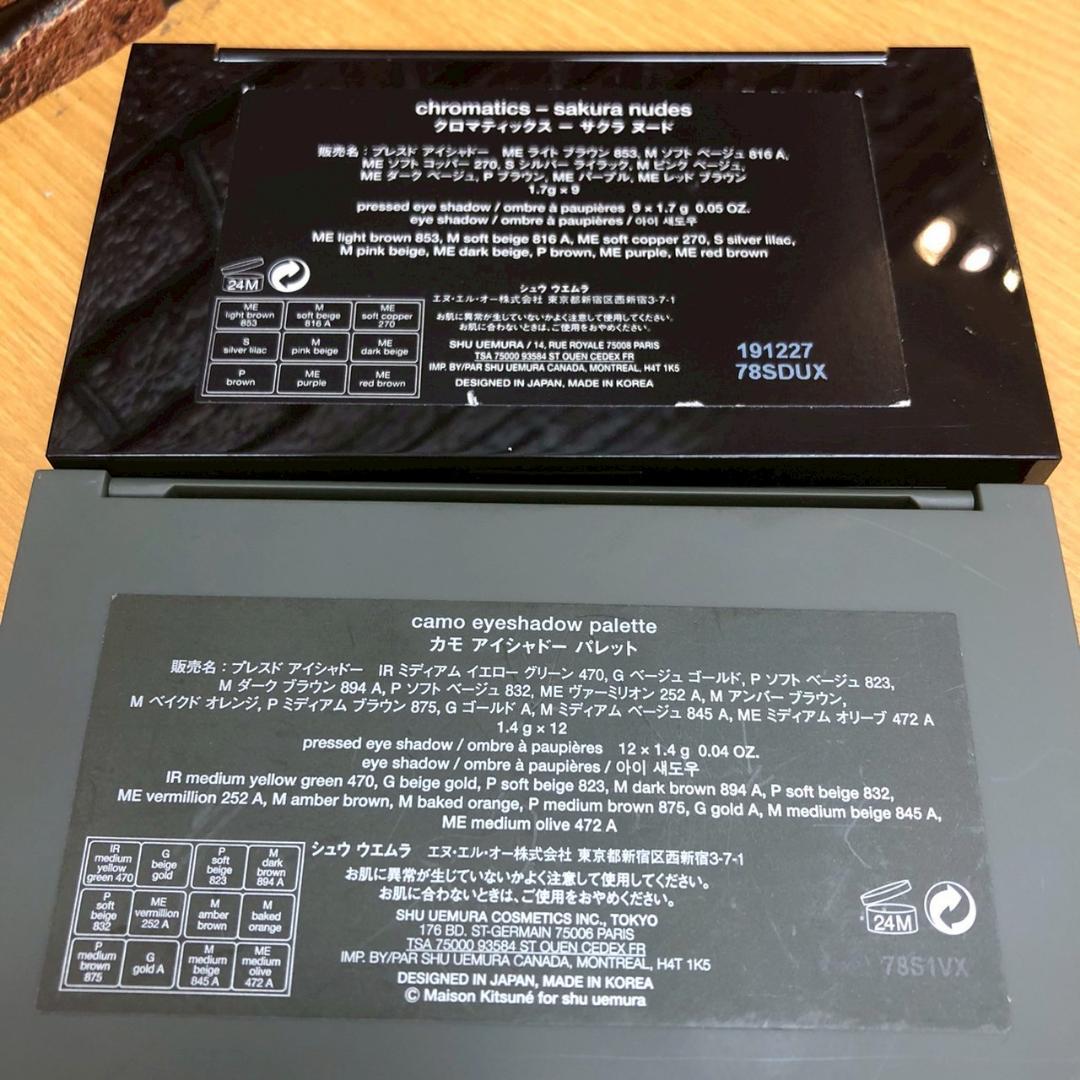 chromatics – sakura nudes
クロマティックス ー サクラ ヌード
販売名：プレスド アイシャドー ME ライト ブラウン 853, M ソフト ベージュ 816 A,
ME ソフト コッパー 270, S シルバー ライラック, M ピンク ベージュ,
ME ダーク ベージュ, P ブラウン, ME パープル, ME レッド ブラウン
1.7g × 9
pressed eye shadow / ombre à paupières 9 × 1.7 g 0.05 OZ.
eye shadow / ombre à paupières / 아이 섀도우
ME light brown 853, M soft beige 816 A, ME soft copper 270, S silver lilac,
M pink beige, ME dark beige, P brown, ME purple, ME red brown
24M
ME light brown 853
M soft beige 816 A
ME soft copper 270
S silver lilac
M pink beige
ME dark beige
P brown
ME purple
ME red brown
シュウ ウエムラ
エヌ･エル･オー株式会社 東京都新宿区西新宿3-7-1
お肌に異常が生じていないかよく注意して使用してください。
お肌に合わないときは、ご使用をおやめください。
SHU UEMURA / 14, RUE ROYALE 75008 PARIS
TSA 75000 93584 ST OUEN CEDEX FR
IMP. BY/PAR SHU UEMURA CANADA, MONTREAL, H4T 1K5
DESIGNED IN JAPAN, MADE IN KOREA
191227
78SDUX
camo eyeshadow palette
カモ アイシャドー パレット
販売名：プレスド アイシャドー IR ミディアム イエロー グリーン 470, G ベージュ ゴールド, P ソフト ベージュ 823,
M ダーク ブラウン 894 A, P ソフト ベージュ 832, ME ヴァーミリオン 252 A, M アンバー ブラウン,
M ベイクド オレンジ, P ミディアム ブラウン 875, G ゴールド A, M ミディアム ベージュ 845 A, ME ミディアム オリーブ 472 A
1.4 g × 12
pressed eye shadow / ombre à paupières 12 × 1.4 g 0.04 OZ.
eye shadow / ombre à paupières / 아이 섀도우
IR medium yellow green 470, G beige gold, P soft beige 823, M dark brown 894 A, P soft beige 832,
ME vermillion 252 A, M amber brown, M baked orange, P medium brown 875, G gold A, M medium beige 845 A,
ME medium olive 472 A
IR medium yellow green 470
G beige gold
P soft beige 823
M dark brown 894 A
P soft beige 832
ME vermillion 252 A
M amber brown
M baked orange
P medium brown 875
G gold A
M medium beige 845 A
ME medium olive 472 A
シュウ ウエムラ エヌ･エル･オー株式会社 東京都新宿区西新宿3-7-1
お肌に異常が生じていないかよく注意して使用してください。
お肌に合わないときは、ご使用をおやめください。
SHU UEMURA COSMETICS INC., TOKYO
176 BD. ST-GERMAIN 75006 PARIS
TSA 75000 93584 ST OUEN CEDEX FR
IMP. BY/PAR SHU UEMURA CANADA, MONTREAL, H4T 1K5
DESIGNED IN JAPAN, MADE IN KOREA
© Maison Kitsuné for shu uemura
24M
78S1VX